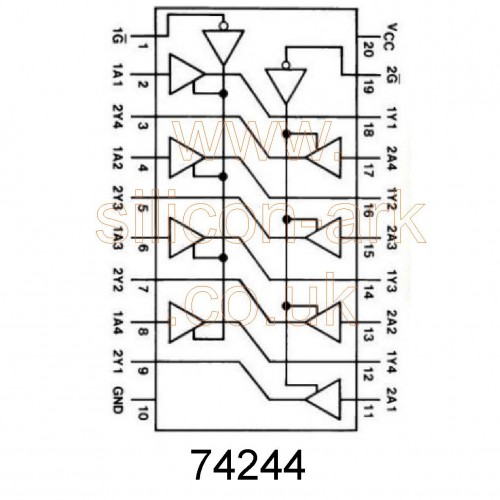 1G̅ 1 20 VCC
1A1 2 19 2G̅
2Y4 3 18 1Y1
1A2 4 17 2A4
2Y3 5 16 1Y2
1A3 6 15 2A3
2Y2 7 14 1Y3
1A4 8 13 2A2
2Y1 9 12 1Y4
GND 10 11 2A1
www.
silicon-ark
.co.uk
74244